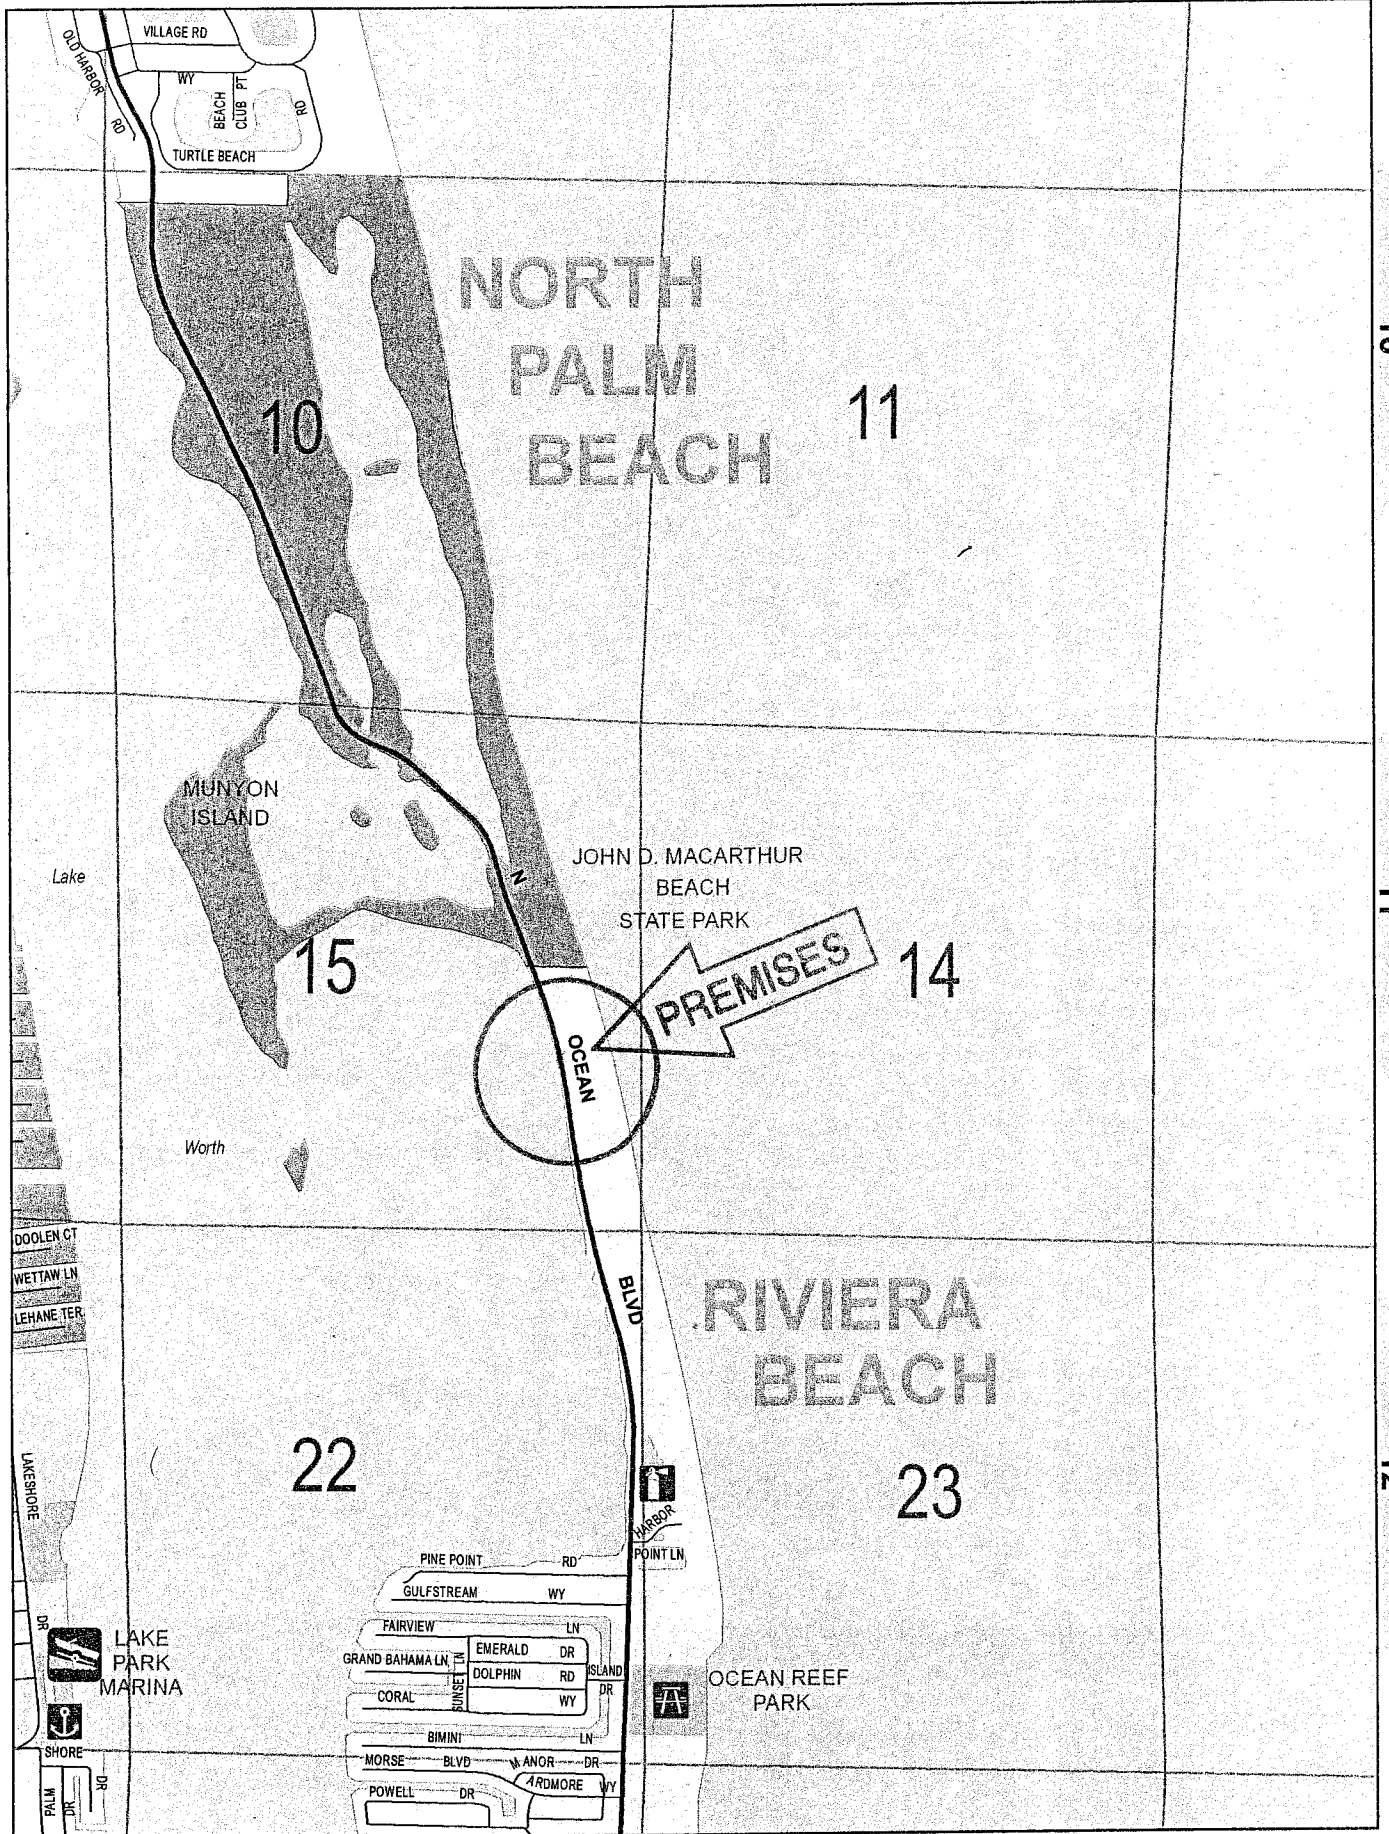 VILLAGE RD
OLD HARBOR
RD
WY
BEACH
CLUB PT
RD
TURTLE BEACH
NORTH
PALM
BEACH
10
11
MUNYON
ISLAND
Lake
N
JOHN D. MACARTHUR
BEACH
STATE PARK
PREMISES
15
14
OCEAN
Worth
DOOLEN CT
WETTAW LN
LEHANE TER
BLVD
RIVIERA
BEACH
22
23
12
LAKESHORE
DR
HARBOR
POINT LN
PINE POINT RD
GULFSTREAM WY
FAIRVIEW LN
EMERALD DR
GRAND BAHAMA LN
SUNSET LN
DOLPHIN RD
ISLAND
DR
CORAL WY
LAKE
PARK
MARINA
OCEAN REEF
PARK
BIMINI LN
SHORE
DR
MORSE BLVD
MANOR DR
ARDMORE WY
POWELL DR
PALM
DR